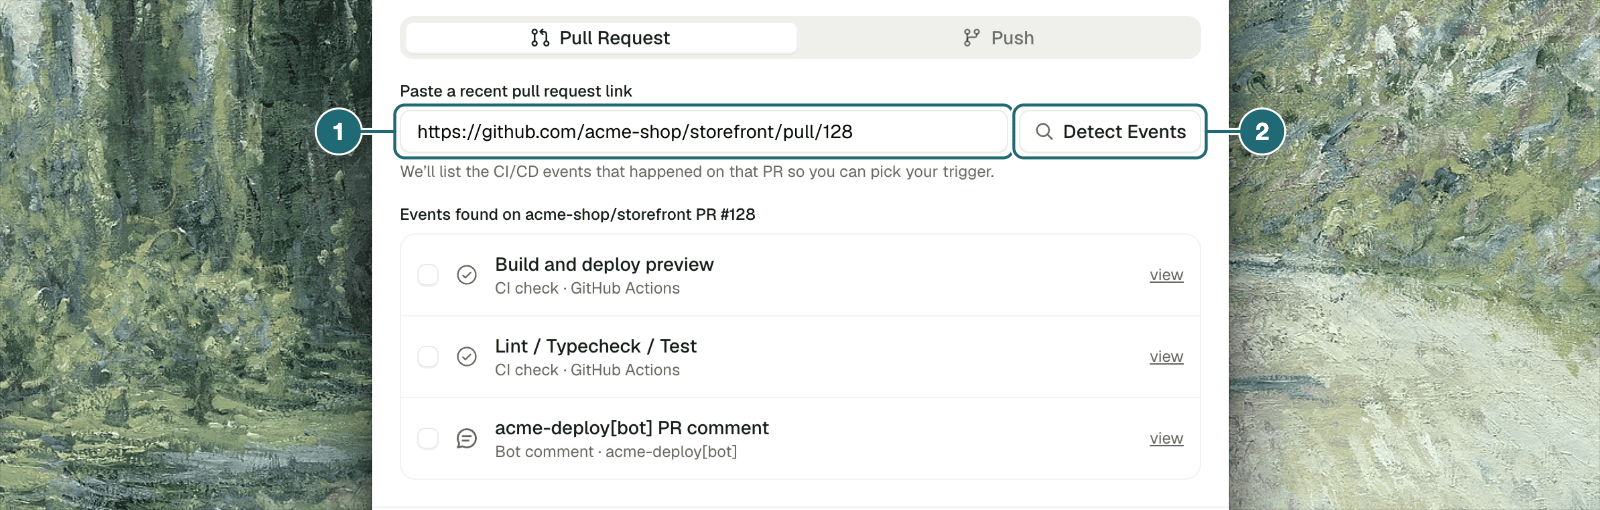 Pull Request
Push
Paste a recent pull request link
1
https://github.com/acme-shop/storefront/pull/128
Detect Events
2
We'll list the CI/CD events that happened on that PR so you can pick your trigger.
Events found on acme-shop/storefront PR #128
Build and deploy preview
CI check · GitHub Actions
view
Lint / Typecheck / Test
CI check · GitHub Actions
view
acme-deploy[bot] PR comment
Bot comment · acme-deploy[bot]
view